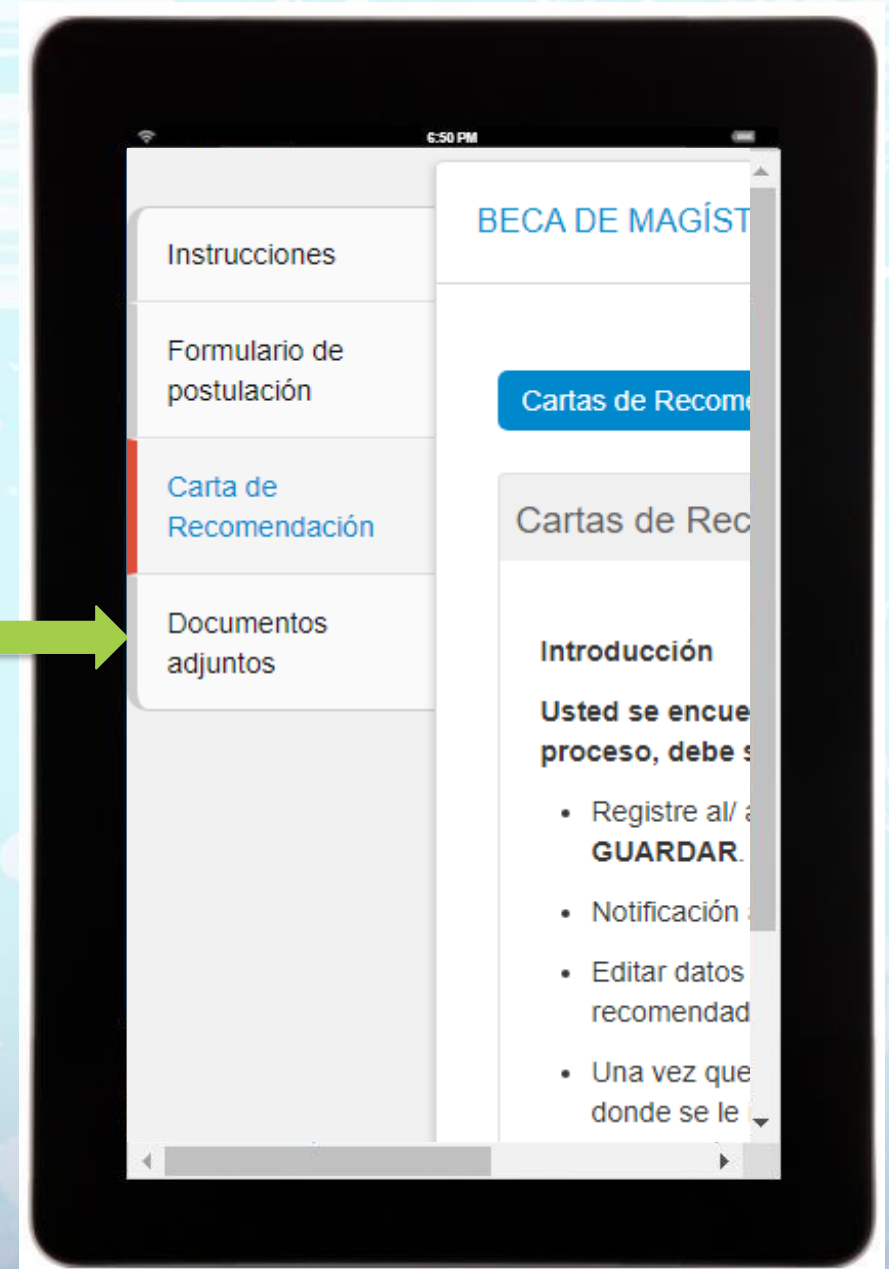 6:50 PM
Instrucciones
Formulario de
postulación
Carta de
Recomendación
Documentos
adjuntos
BECA DE MAGÍST
Cartas de Recome
Cartas de Rec
Introducción
Usted se encue
proceso, debe s
• Registre al/ a
GUARDAR.
• Notificación a
• Editar datos
recomendad
• Una vez que
donde se le